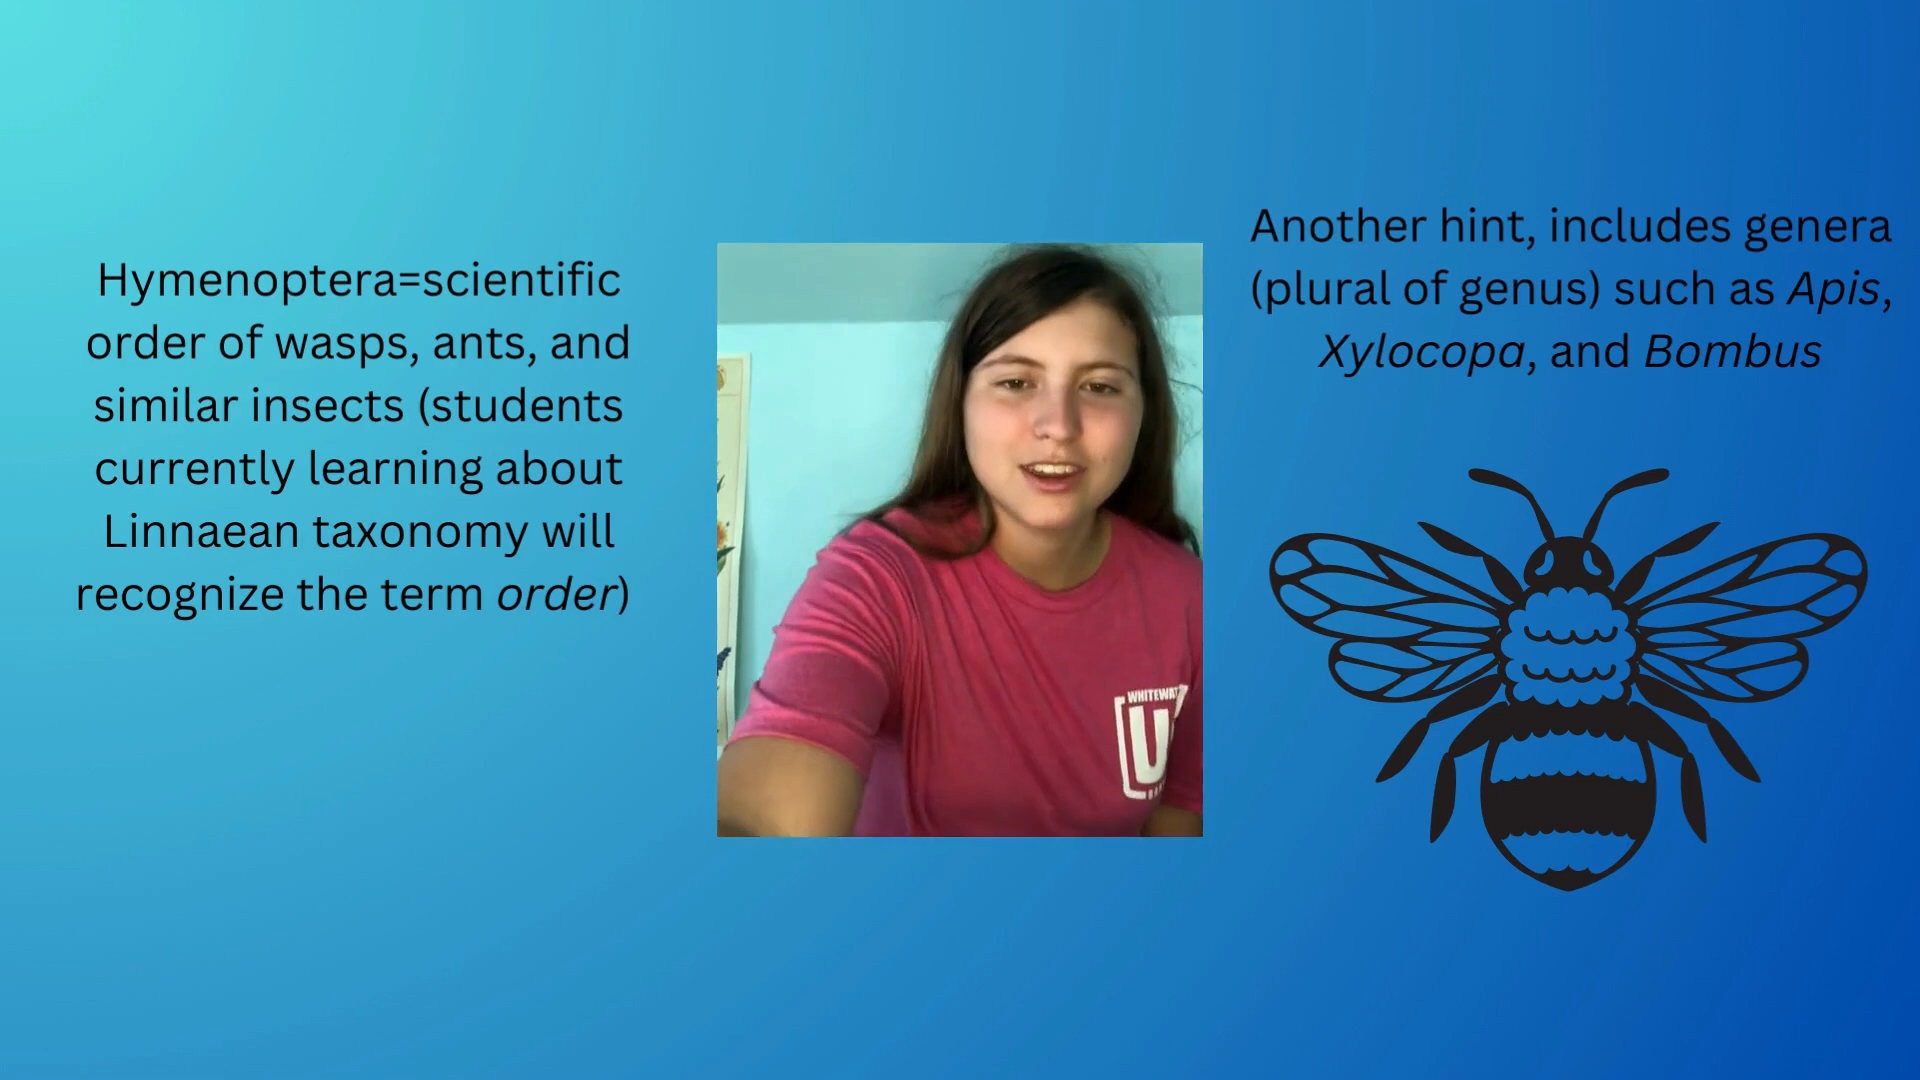 Hymenoptera=scientific
order of wasps, ants, and
similar insects (students
currently learning about
Linnaean taxonomy will
recognize the term order)
Another hint, includes genera
(plural of genus) such as Apis,
Xylocopa, and Bombus
U